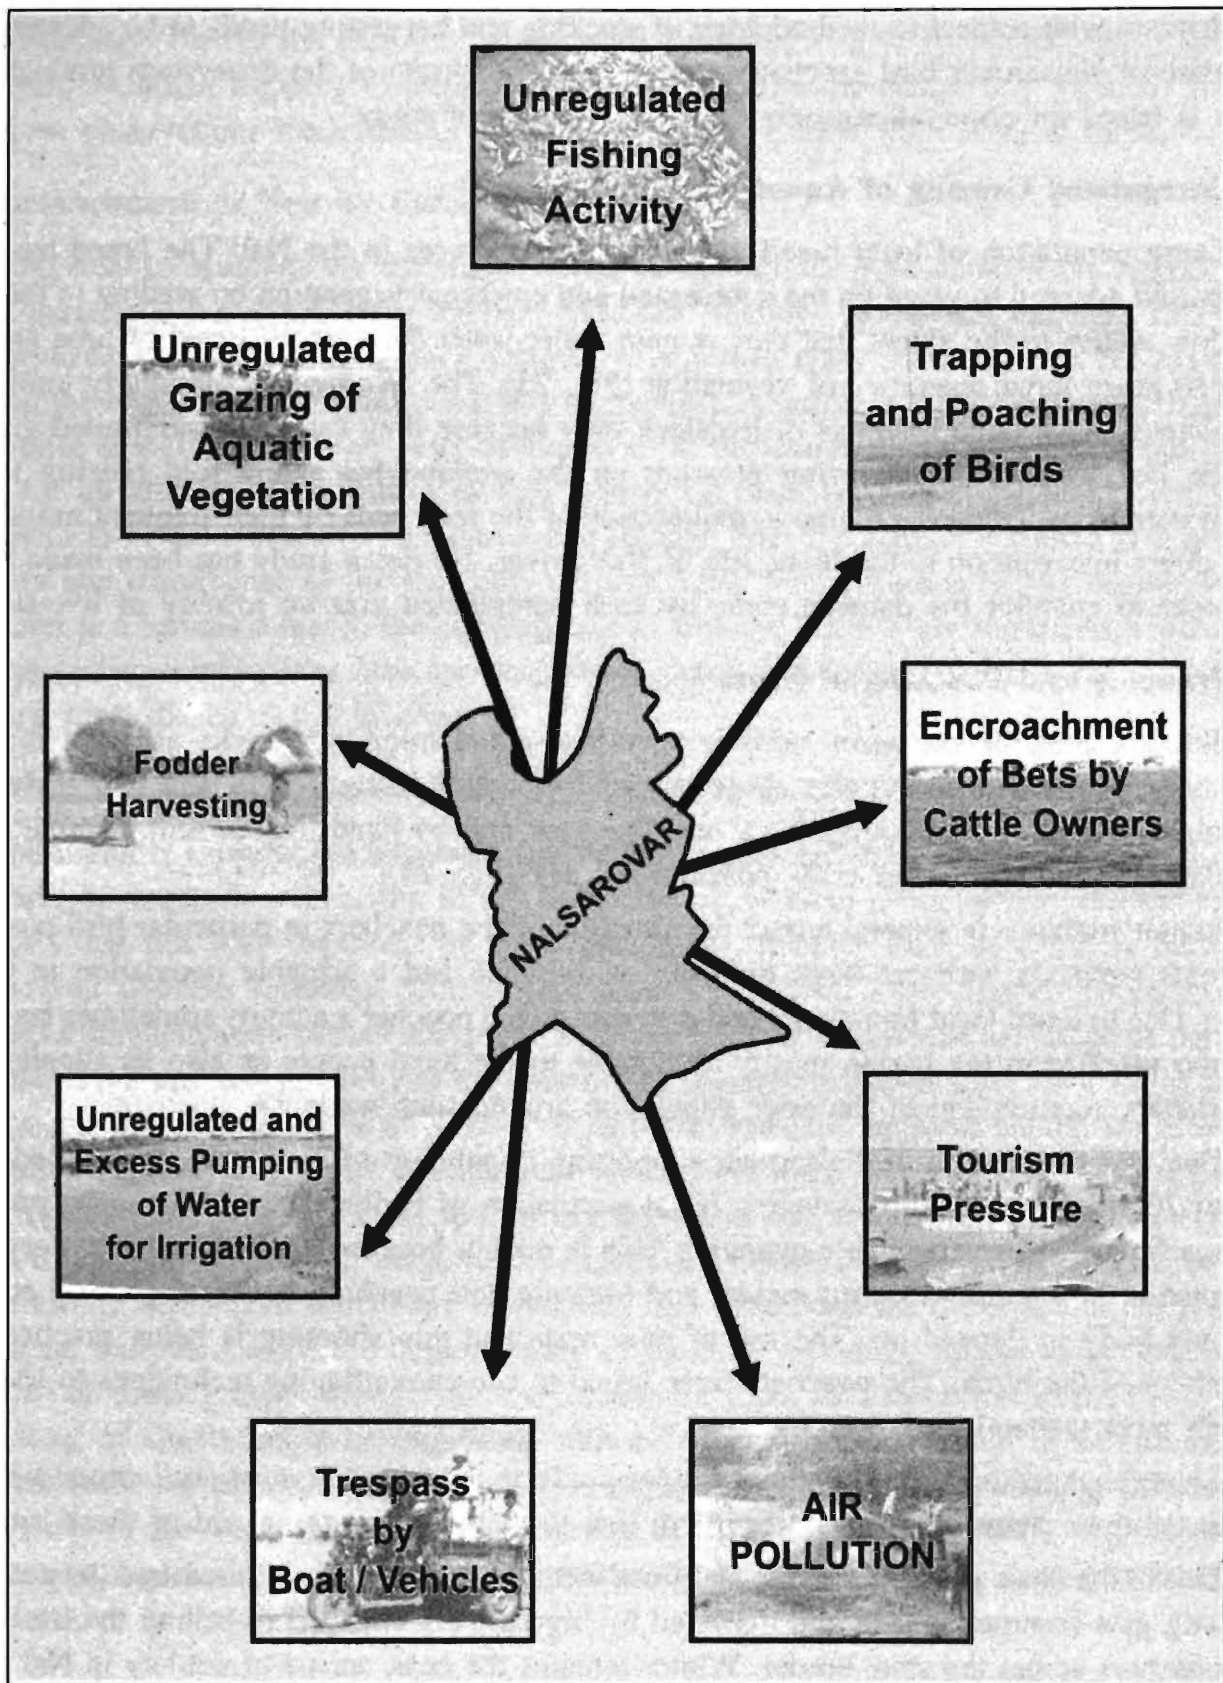 Unregulated
Fishing
Activity
Unregulated
Grazing of
Aquatic
Vegetation
Trapping
and Poaching
of Birds
Fodder
Harvesting
Encroachment
of Bets by
Cattle Owners
NALSAROVAR
Unregulated and
Excess Pumping
of Water
for Irrigation
Tourism
Pressure
Trespass
by
Boat / Vehicles
AIR
POLLUTION